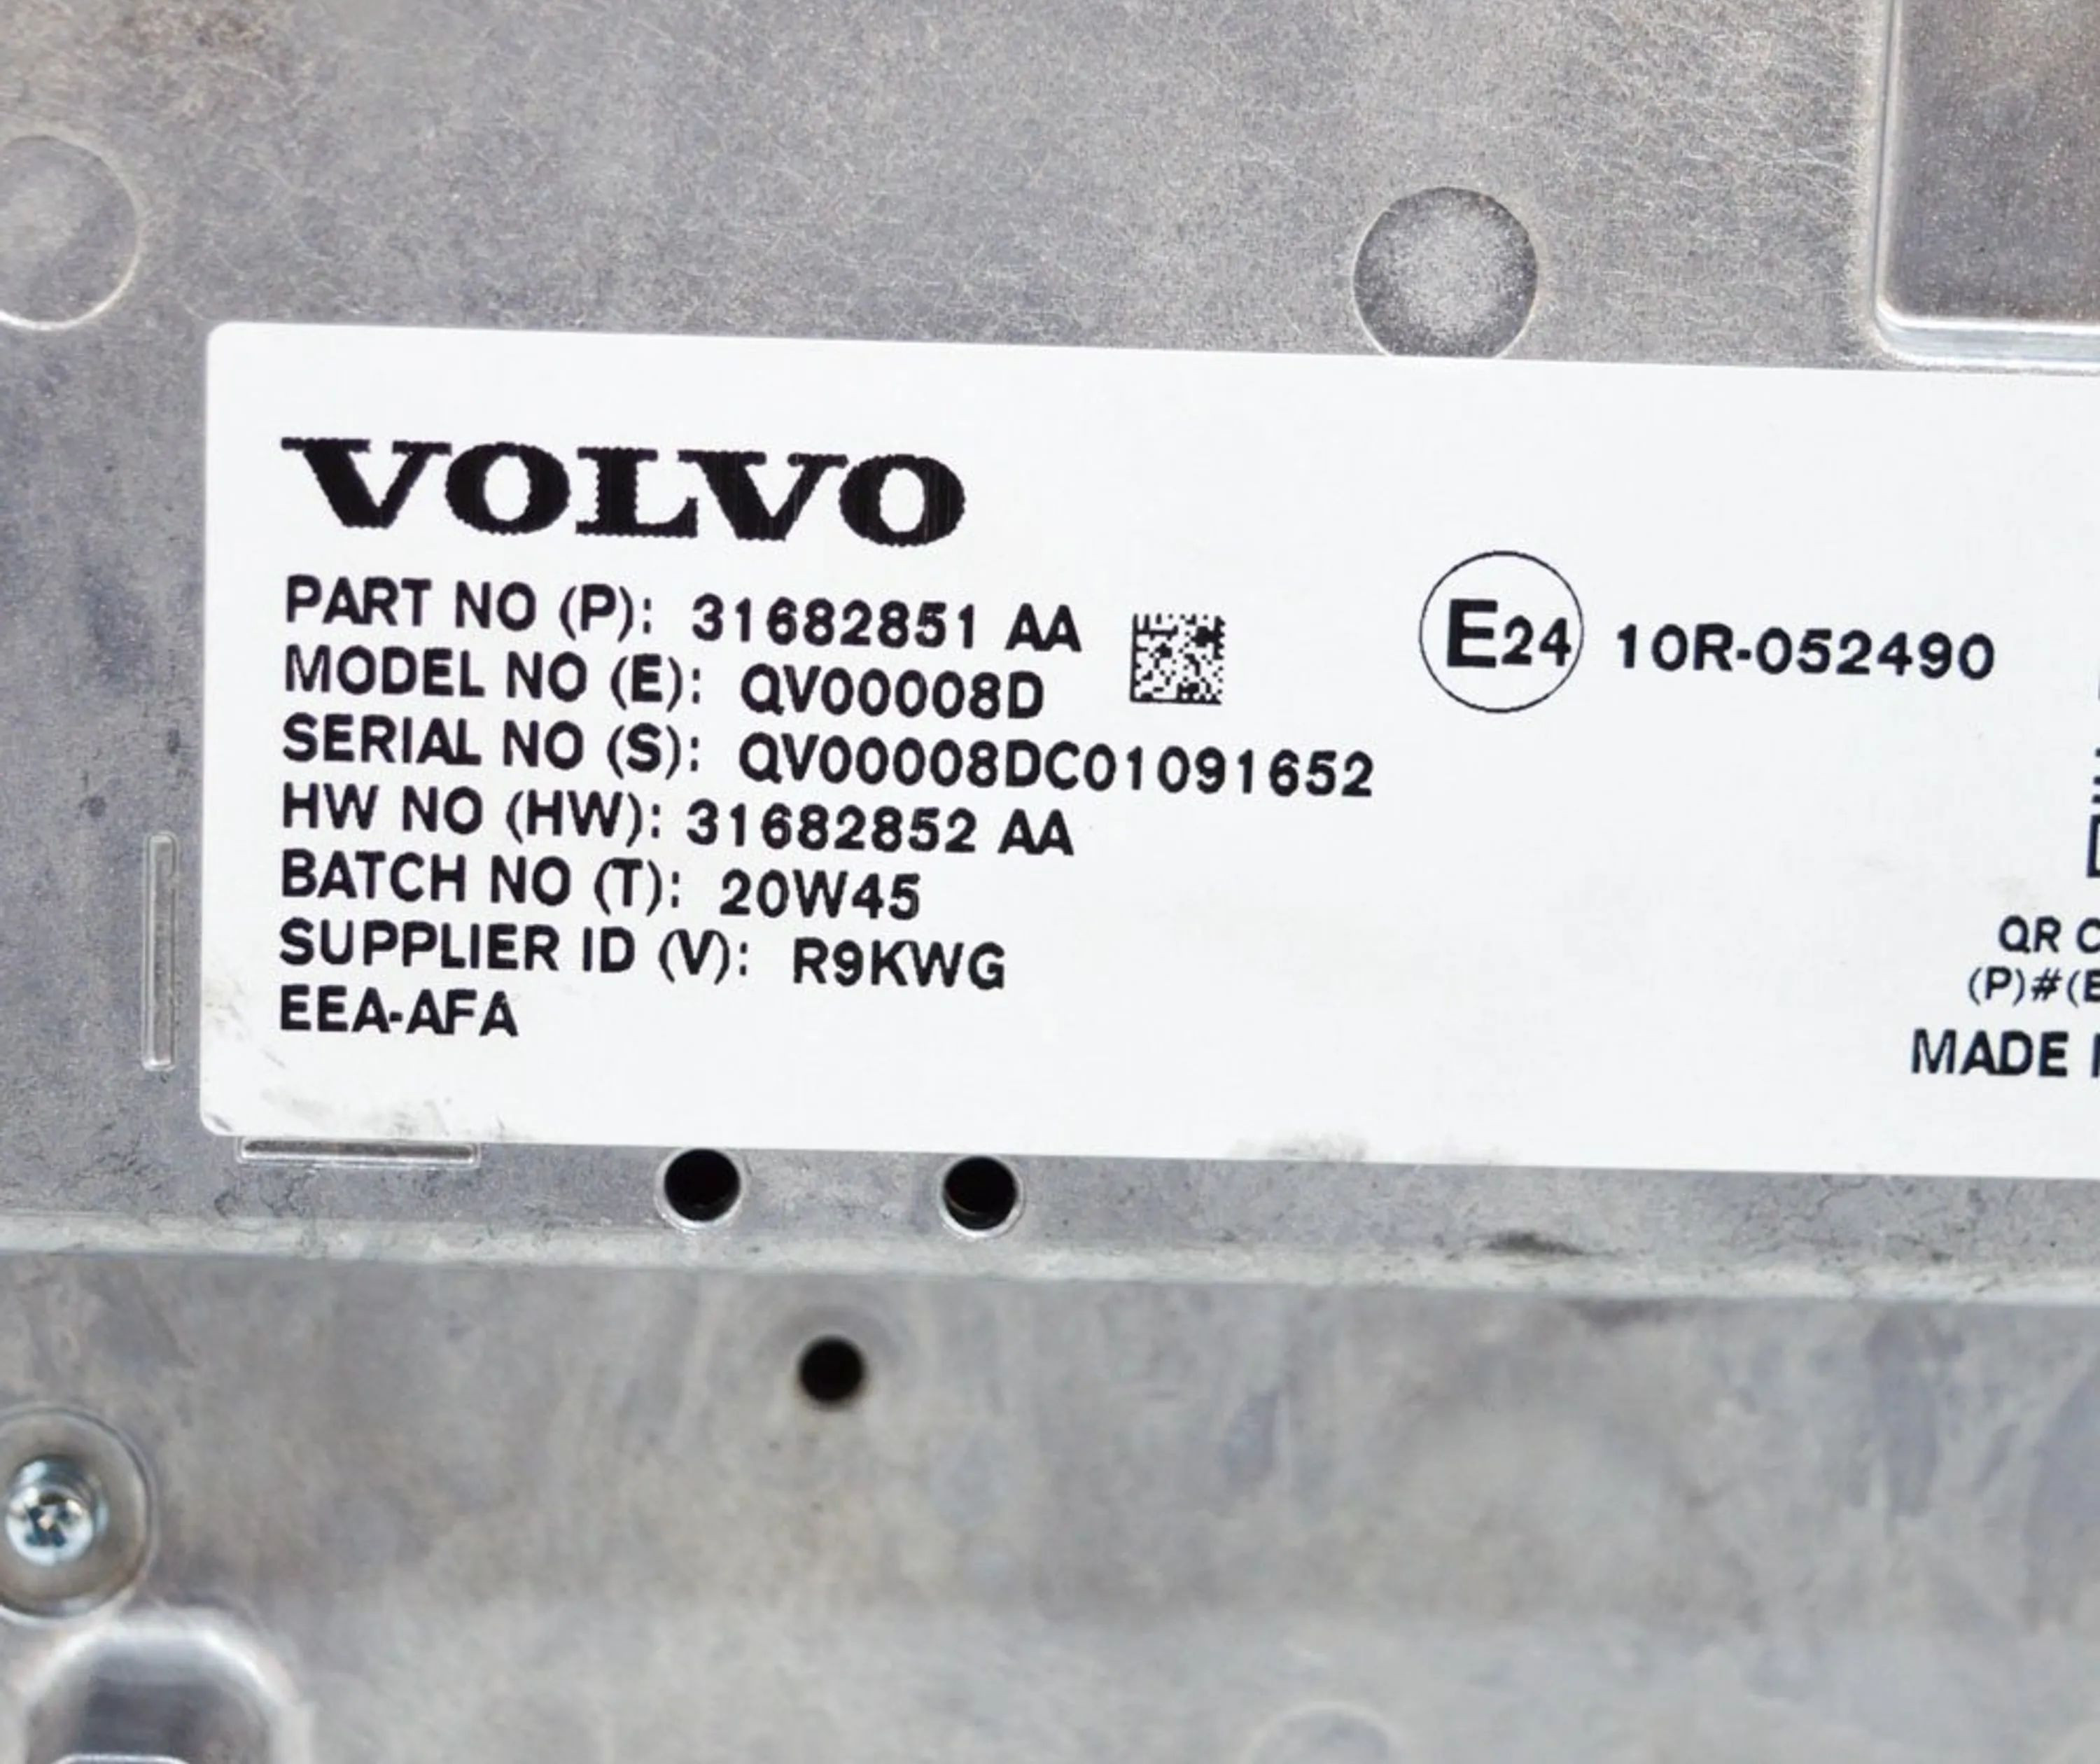 VOLVO
PART NO (P): 31682851 AA
MODEL NO (E): QV00008D
SERIAL NO (S): QV00008DC01091652
HW NO (HW): 31682852 AA
BATCH NO (T): 20W45
SUPPLIER ID (V): R9KWG
EEA-AFA
E24 10R-052490
QR
(P)#(E
MADE